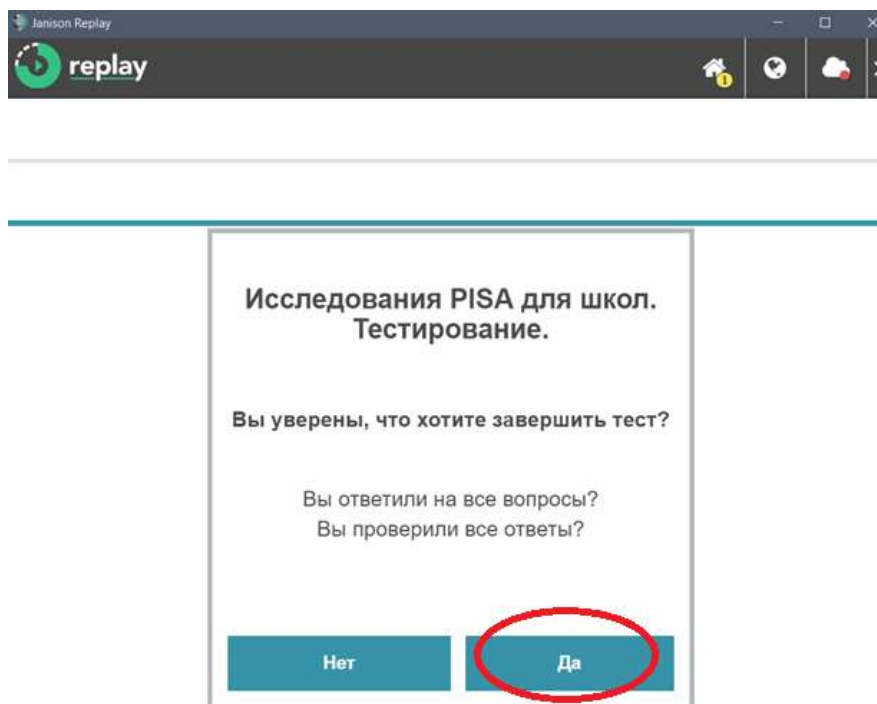 Janison Replay
replay
1
Исследования PISA для школ.
Тестирование.
Вы уверены, что хотите завершить тест?
Вы ответили на все вопросы?
Вы проверили все ответы?
Нет
Да